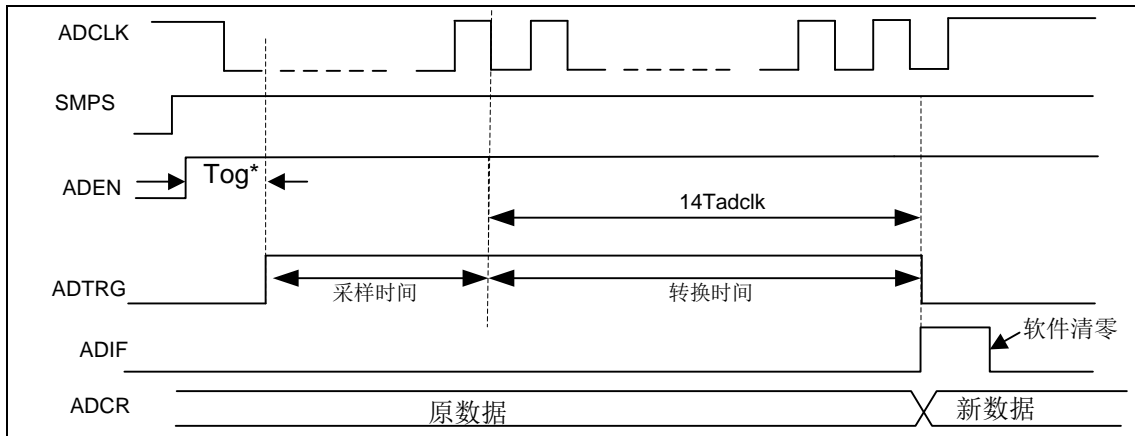 ADCLK
SMPS
ADEN
Tog*
14Tadclk
ADTRG
采样时间
转换时间
ADIF
软件清零
ADCR
原数据
新数据